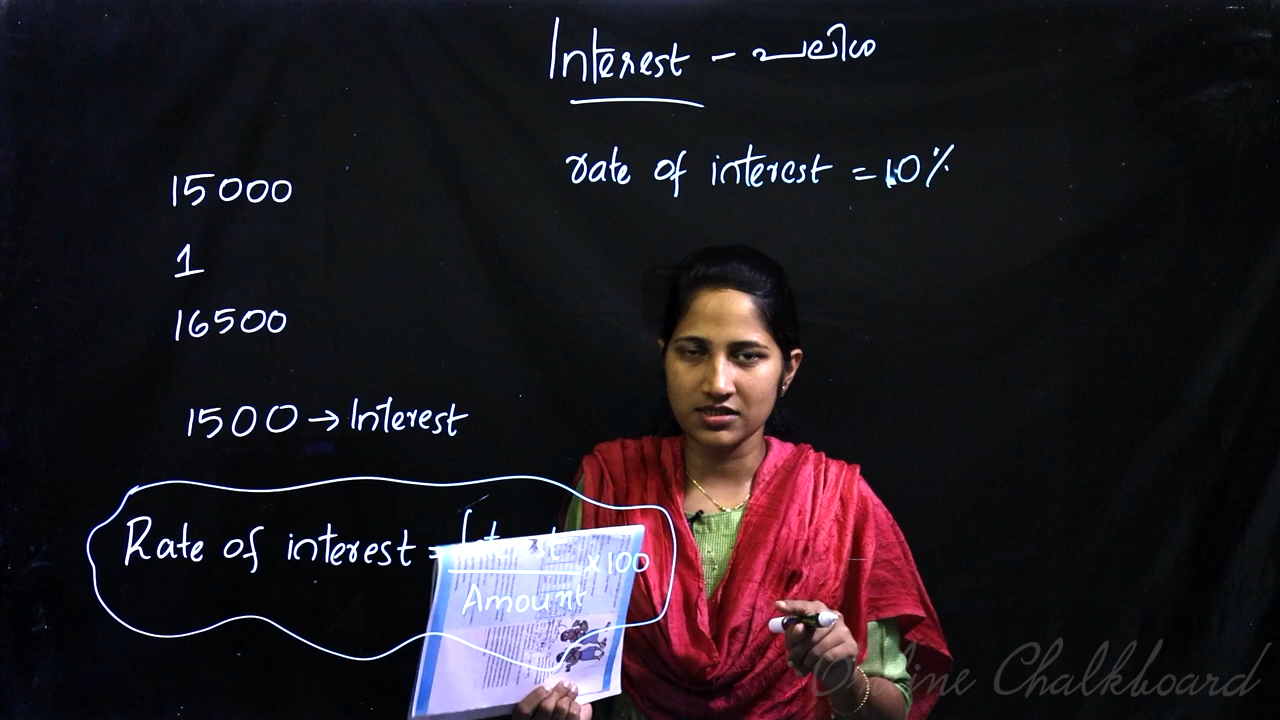 Interest - പലിശ
rate of interest = 10%
15000
1
16500
1500 → Interest
Rate of interest = Interest / Amount × 100
Online Chalkboard